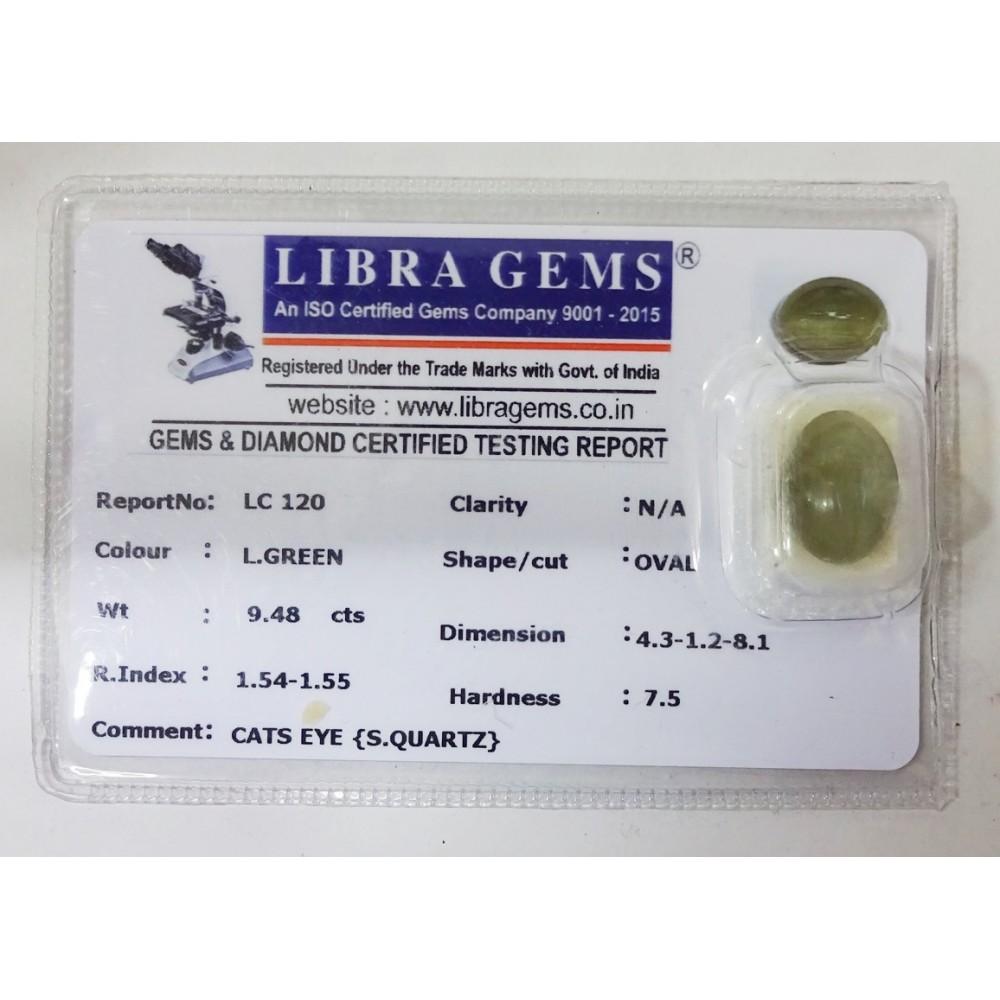 LIBRA GEMS ®
An ISO Certified Gems Company 9001 - 2015
Registered Under the Trade Marks with Govt. of India
website : www.libragems.co.in
GEMS & DIAMOND CERTIFIED TESTING REPORT
ReportNo: LC 120 Clarity : N/A
Colour : L.GREEN Shape/cut : OVAL
Wt : 9.48 cts Dimension : 4.3-1.2-8.1
R.Index : 1.54-1.55 Hardness : 7.5
Comment: CATS EYE {S.QUARTZ}